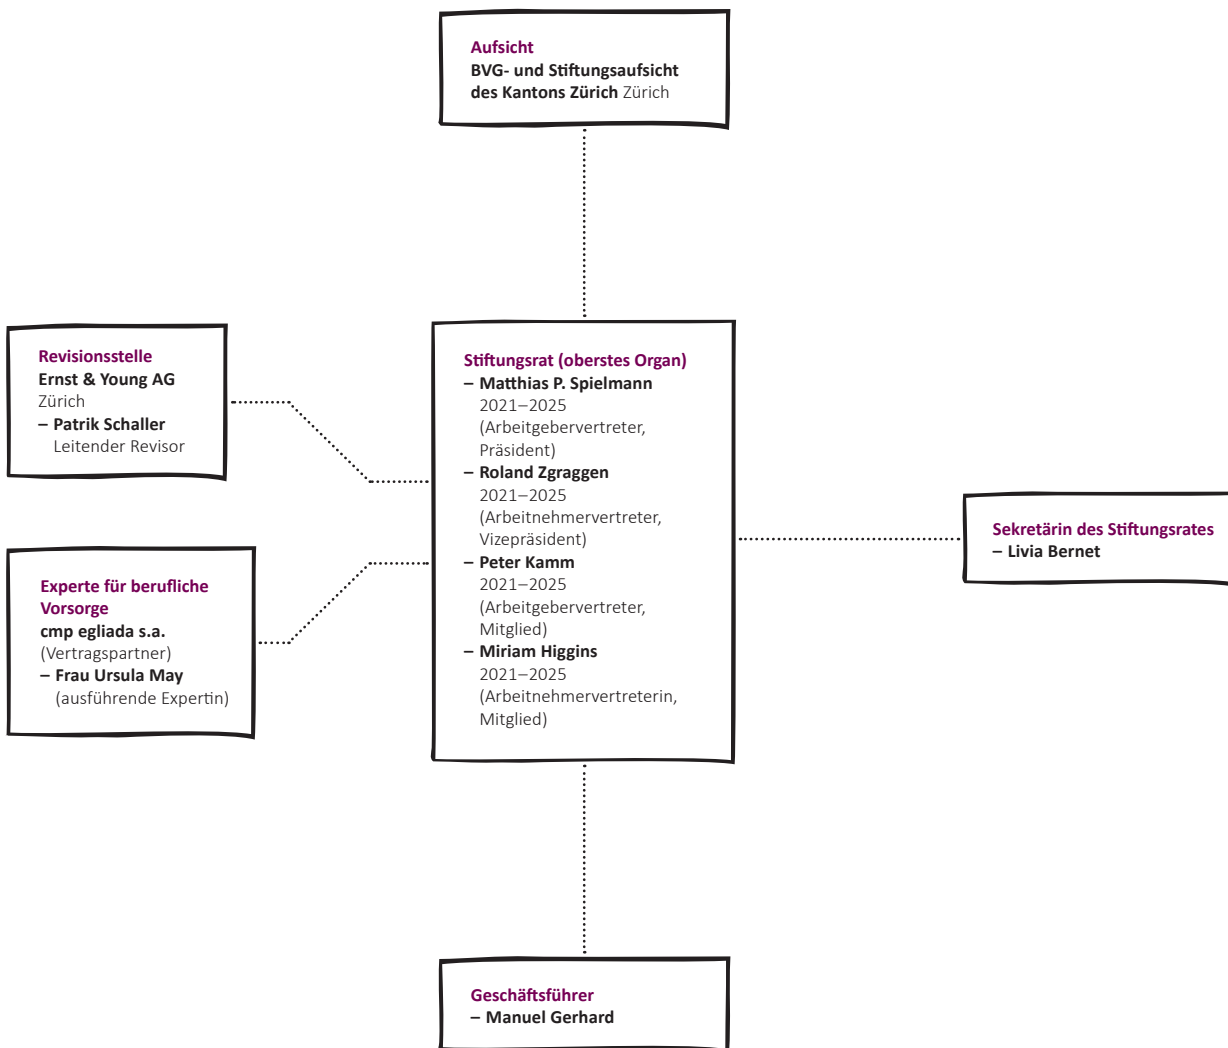 Aufsicht
BVG- und Stiftungsaufsicht
des Kantons Zürich Zürich
Revisionsstelle
Ernst & Young AG
Zürich
– Patrik Schaller
Leitender Revisor
Experte für berufliche
Vorsorge
cmp egliada s.a.
(Vertragspartner)
– Frau Ursula May
(ausführende Expertin)
Stiftungsrat (oberstes Organ)
– Matthias P. Spielmann
2021–2025
(Arbeitgebervertreter,
Präsident)
– Roland Zgraggen
2021–2025
(Arbeitnehmervertreter,
Vizepräsident)
– Peter Kamm
2021–2025
(Arbeitgebervertreter,
Mitglied)
– Miriam Higgins
2021–2025
(Arbeitnehmervertreterin,
Mitglied)
Sekretärin des Stiftungsrates
– Livia Bernet
Geschäftsführer
– Manuel Gerhard